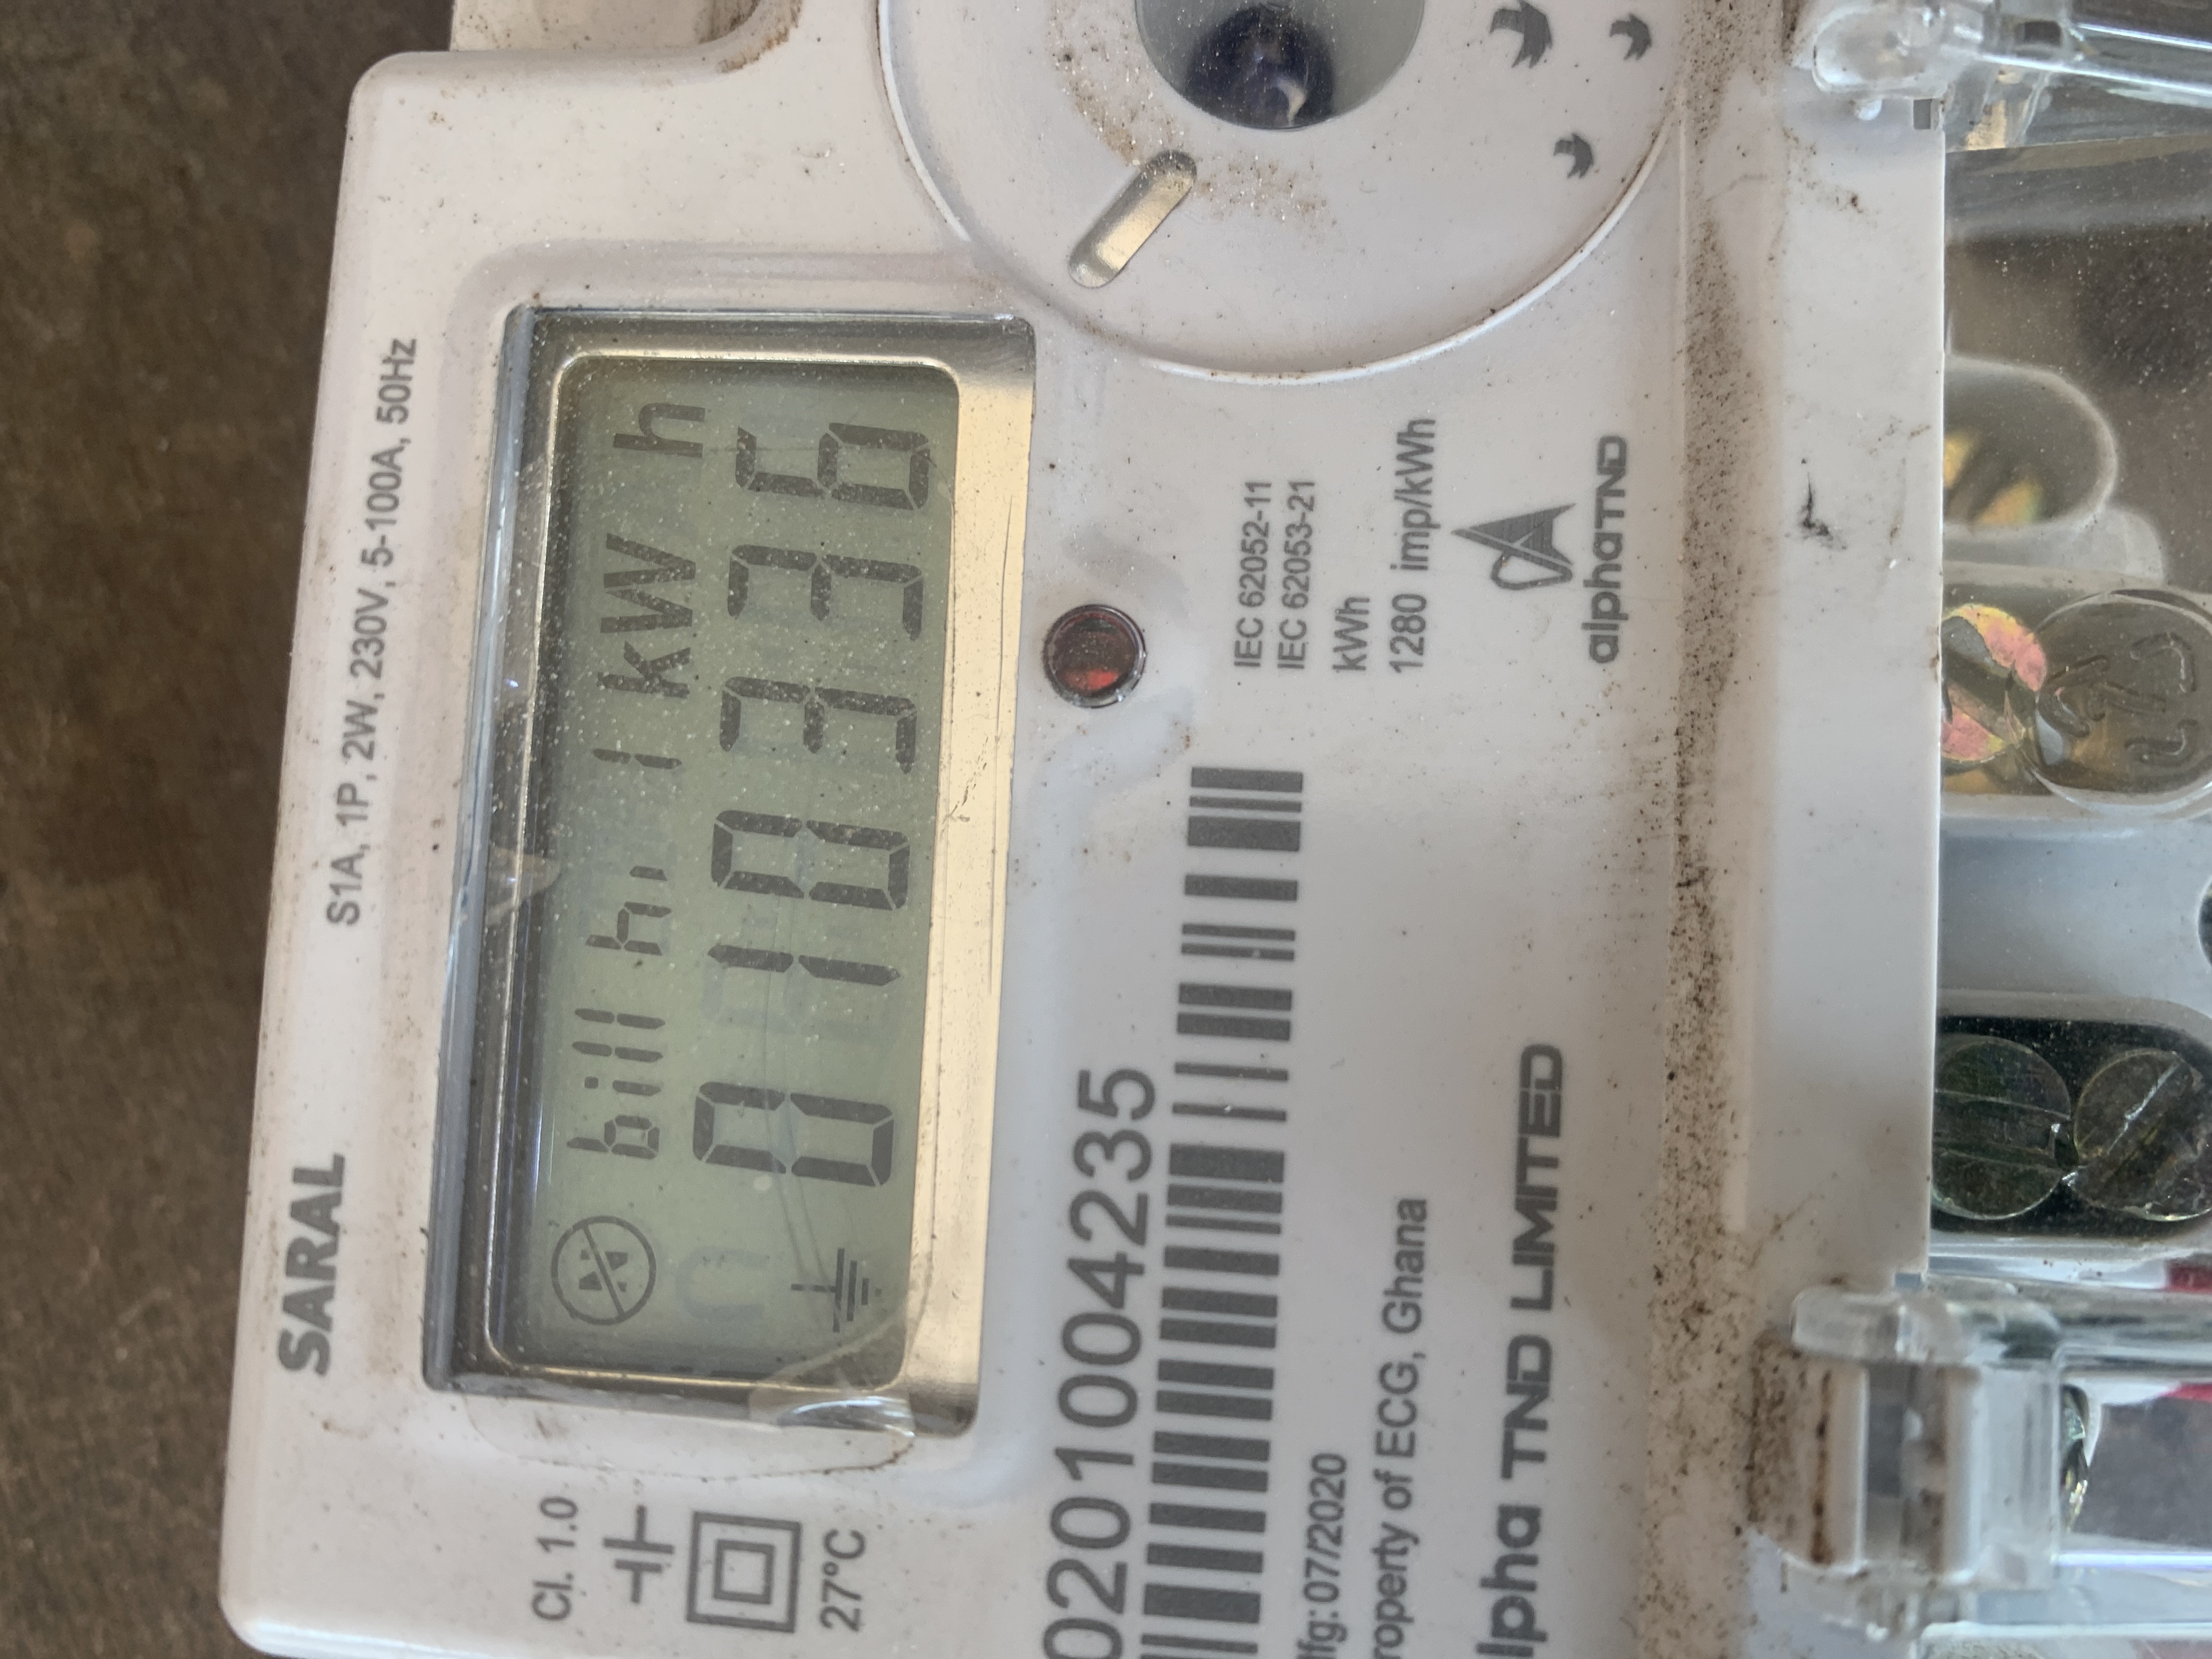 SARAL
S1A, 1P, 2W, 230V, 5-100A, 50Hz
Cl. 1.0
27°C
N
bill hi 1 kW h
010336
0201004235
IEC 62052-11
IEC 62053-21
kWh
1280 imp/kWh
fg: 07/2020
roperty of ECG, Ghana
lpha TND LIMITED
alphaTND